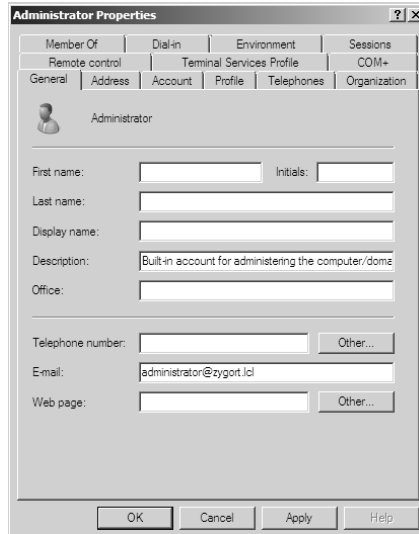 Administrator Properties
Member Of Dial-in Environment Sessions
Remote control Terminal Services Profile COM+
General Address Account Profile Telephones Organization
Administrator
First name: Initials:
Last name:
Display name:
Description: Built-in account for administering the computer/doma
Office:
Telephone number: Other...
E-mail: administrator@zygort.lcl
Web page: Other...
OK Cancel Apply Help